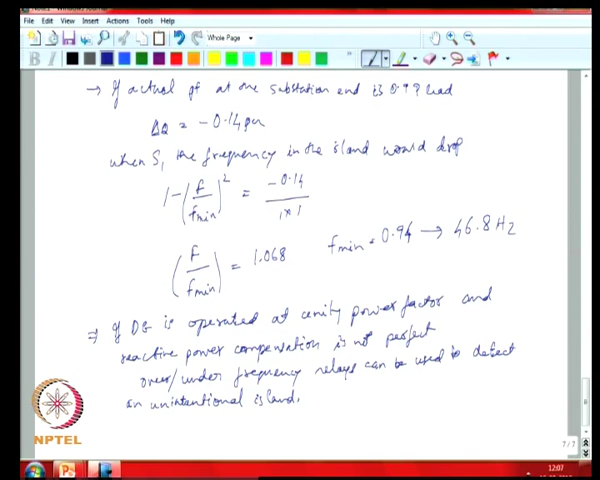 File Edit View Insert Actions Tools Help
Whole Page
→ If actual pf at one substation end is 0.99 lead
ΔQ = -0.14 pu
when S, the frequency in the island would drop
1-(f/fmin)² = -0.14/1×1
(f/fmin) = 1.068 fmin = 0.94 → 46.8 Hz
⇒ If DG is operated at unity power factor and
reactive power compensation is not perfect
over/under frequency relays can be used to detect
an unintentional island.
NPTEL
7/7
12:07